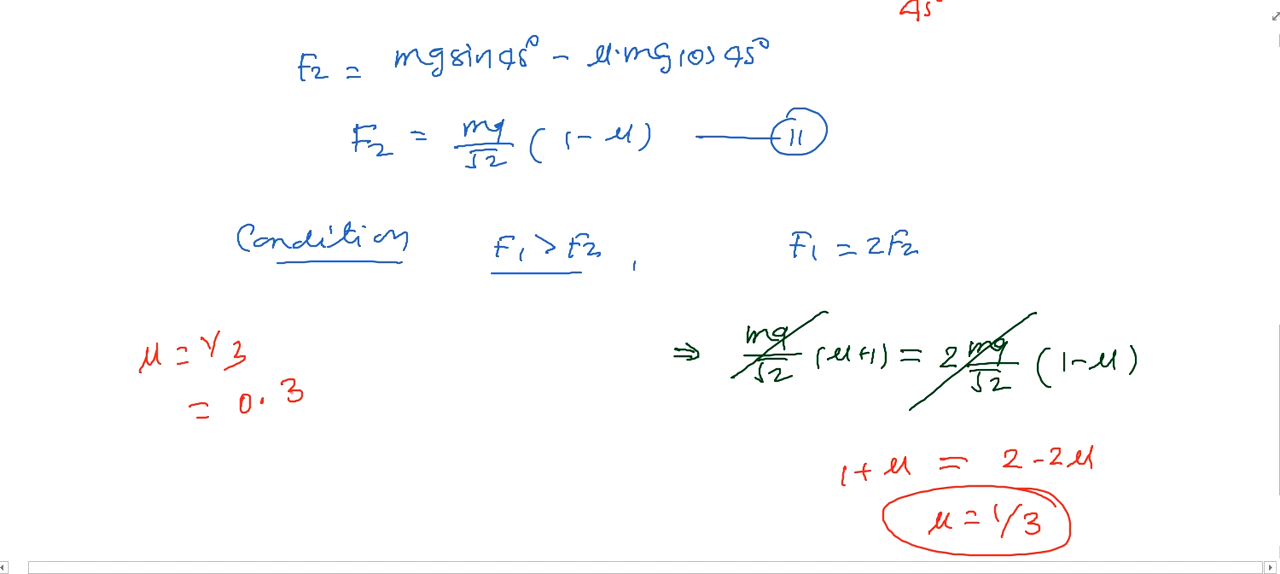 45°
F₂ = mg sin 45° - μ.mg cos 45°
F₂ = mg/√2 (1 - μ) — II
Condition F₁ > F₂ , F₁ = 2F₂
μ = 1/3
= 0.3
⇒ mg/√2 (μ+1) = 2 mg/√2 (1-μ)
1 + μ = 2 - 2μ
μ = 1/3